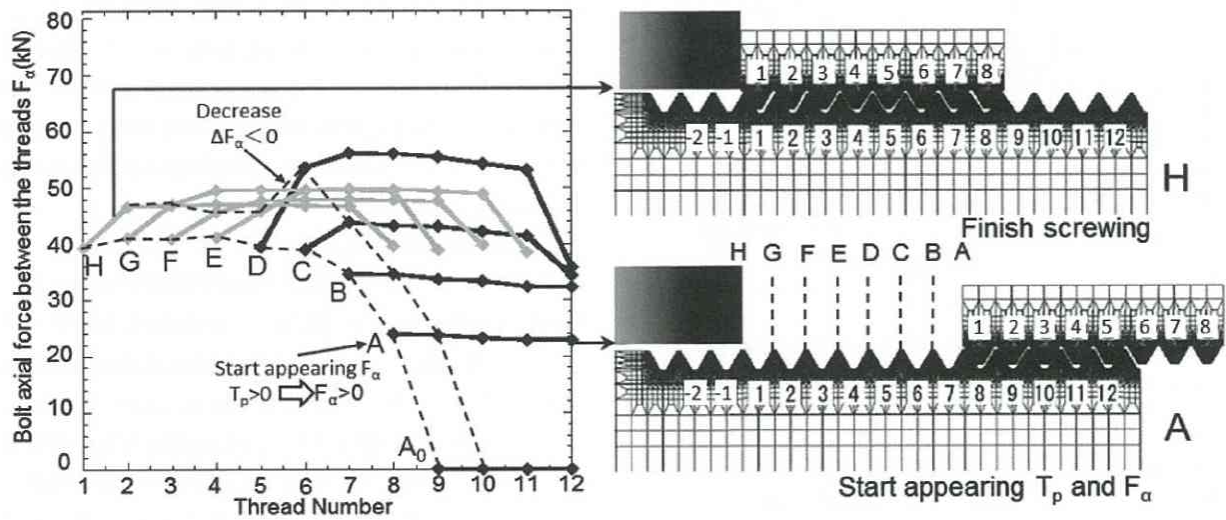 Bolt axial force between the threads Fα(kN)
80
70
60
50
40
30
20
10
0
Decrease
ΔFα<0
H G F E D C B A
Start appearing Fα
Tp>0 ⇨ Fα>0
A0
1 2 3 4 5 6 7 8 9 10 11 12
Thread Number
1 2 3 4 5 6 7 8
-2 -1 1 2 3 4 5 6 7 8 9 10 11 12
H
Finish screwing
H G F E D C B A
1 2 3 4 5 6 7 8
-2 -1 1 2 3 4 5 6 7 8 9 10 11 12
A
Start appearing Tp and Fα